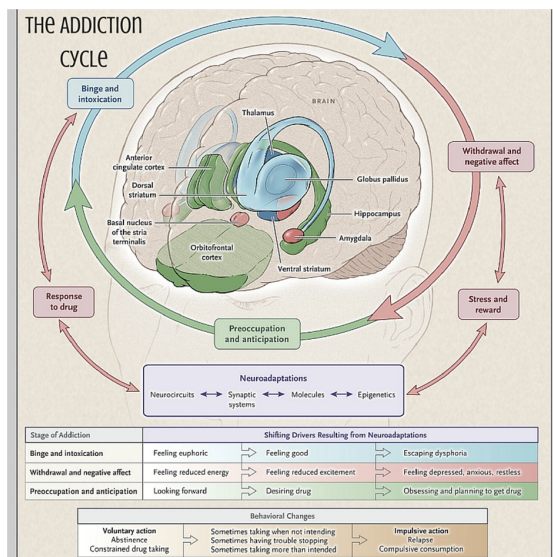 THE ADDICTION
CYCLE
Binge and
intoxication
BRAIN
Thalamus
Anterior
cingulate cortex
Dorsal
striatum
Basal nucleus
of the stria
terminalis
Orbitofrontal
cortex
Globus pallidus
Hippocampus
Amygdala
Ventral striatum
Withdrawal and
negative affect
Response
to drug
Stress and
reward
Preoccupation
and anticipation
Neuroadaptations
Neurocircuits Synaptic systems Molecules Epigenetics
Stage of Addiction Shifting Drivers Resulting from Neuroadaptations
Binge and intoxication Feeling euphoric Feeling good Escaping dysphoria
Withdrawal and negative affect Feeling reduced energy Feeling reduced excitement Feeling depressed, anxious, restless
Preoccupation and anticipation Looking forward Desiring drug Obsessing and planning to get drug
Behavioral Changes
Voluntary action Sometimes taking when not intending Impulsive action
Abstinence Sometimes having trouble stopping Relapse
Constrained drug taking Sometimes taking more than intended Compulsive consumption